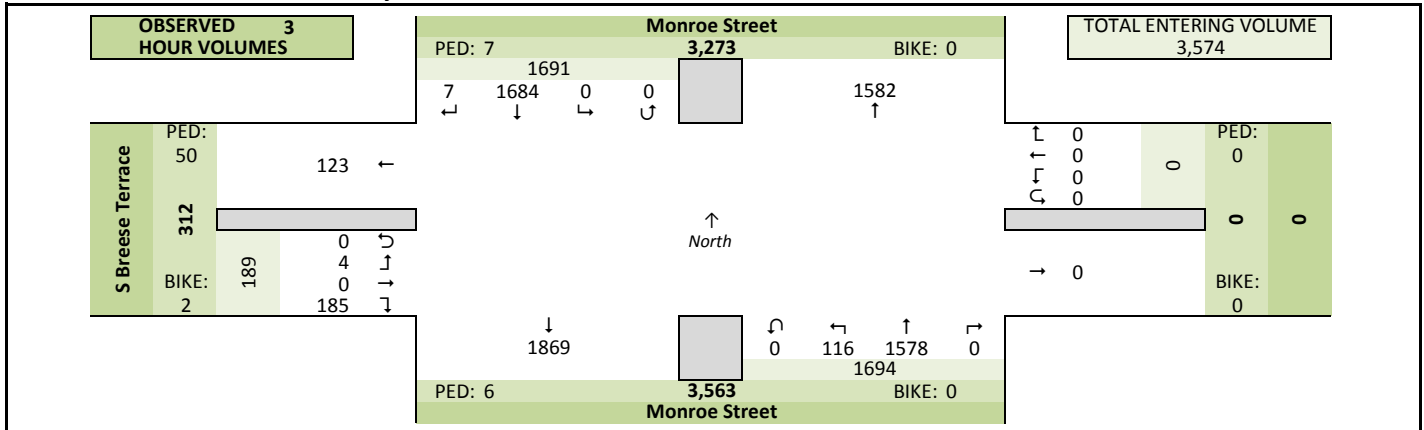 OBSERVED 3
HOUR VOLUMES
Monroe Street
PED: 7 3,273 BIKE: 0
TOTAL ENTERING VOLUME
3,574
1691
7 1684 0 0
↵ ↓ ↳ ↺
1582
↑
S Breese Terrace
PED:
50
312
BIKE:
2
123 ←
189
0 ⮌
4 ↰
0 →
185 ↴
↑
North
↰ 0
← 0
↲ 0
⮎ 0
0
PED:
0
0
0
→ 0
BIKE:
0
↓
1869
↶ ↰ ↑ ↱
0 116 1578 0
1694
PED: 6 3,563 BIKE: 0
Monroe Street